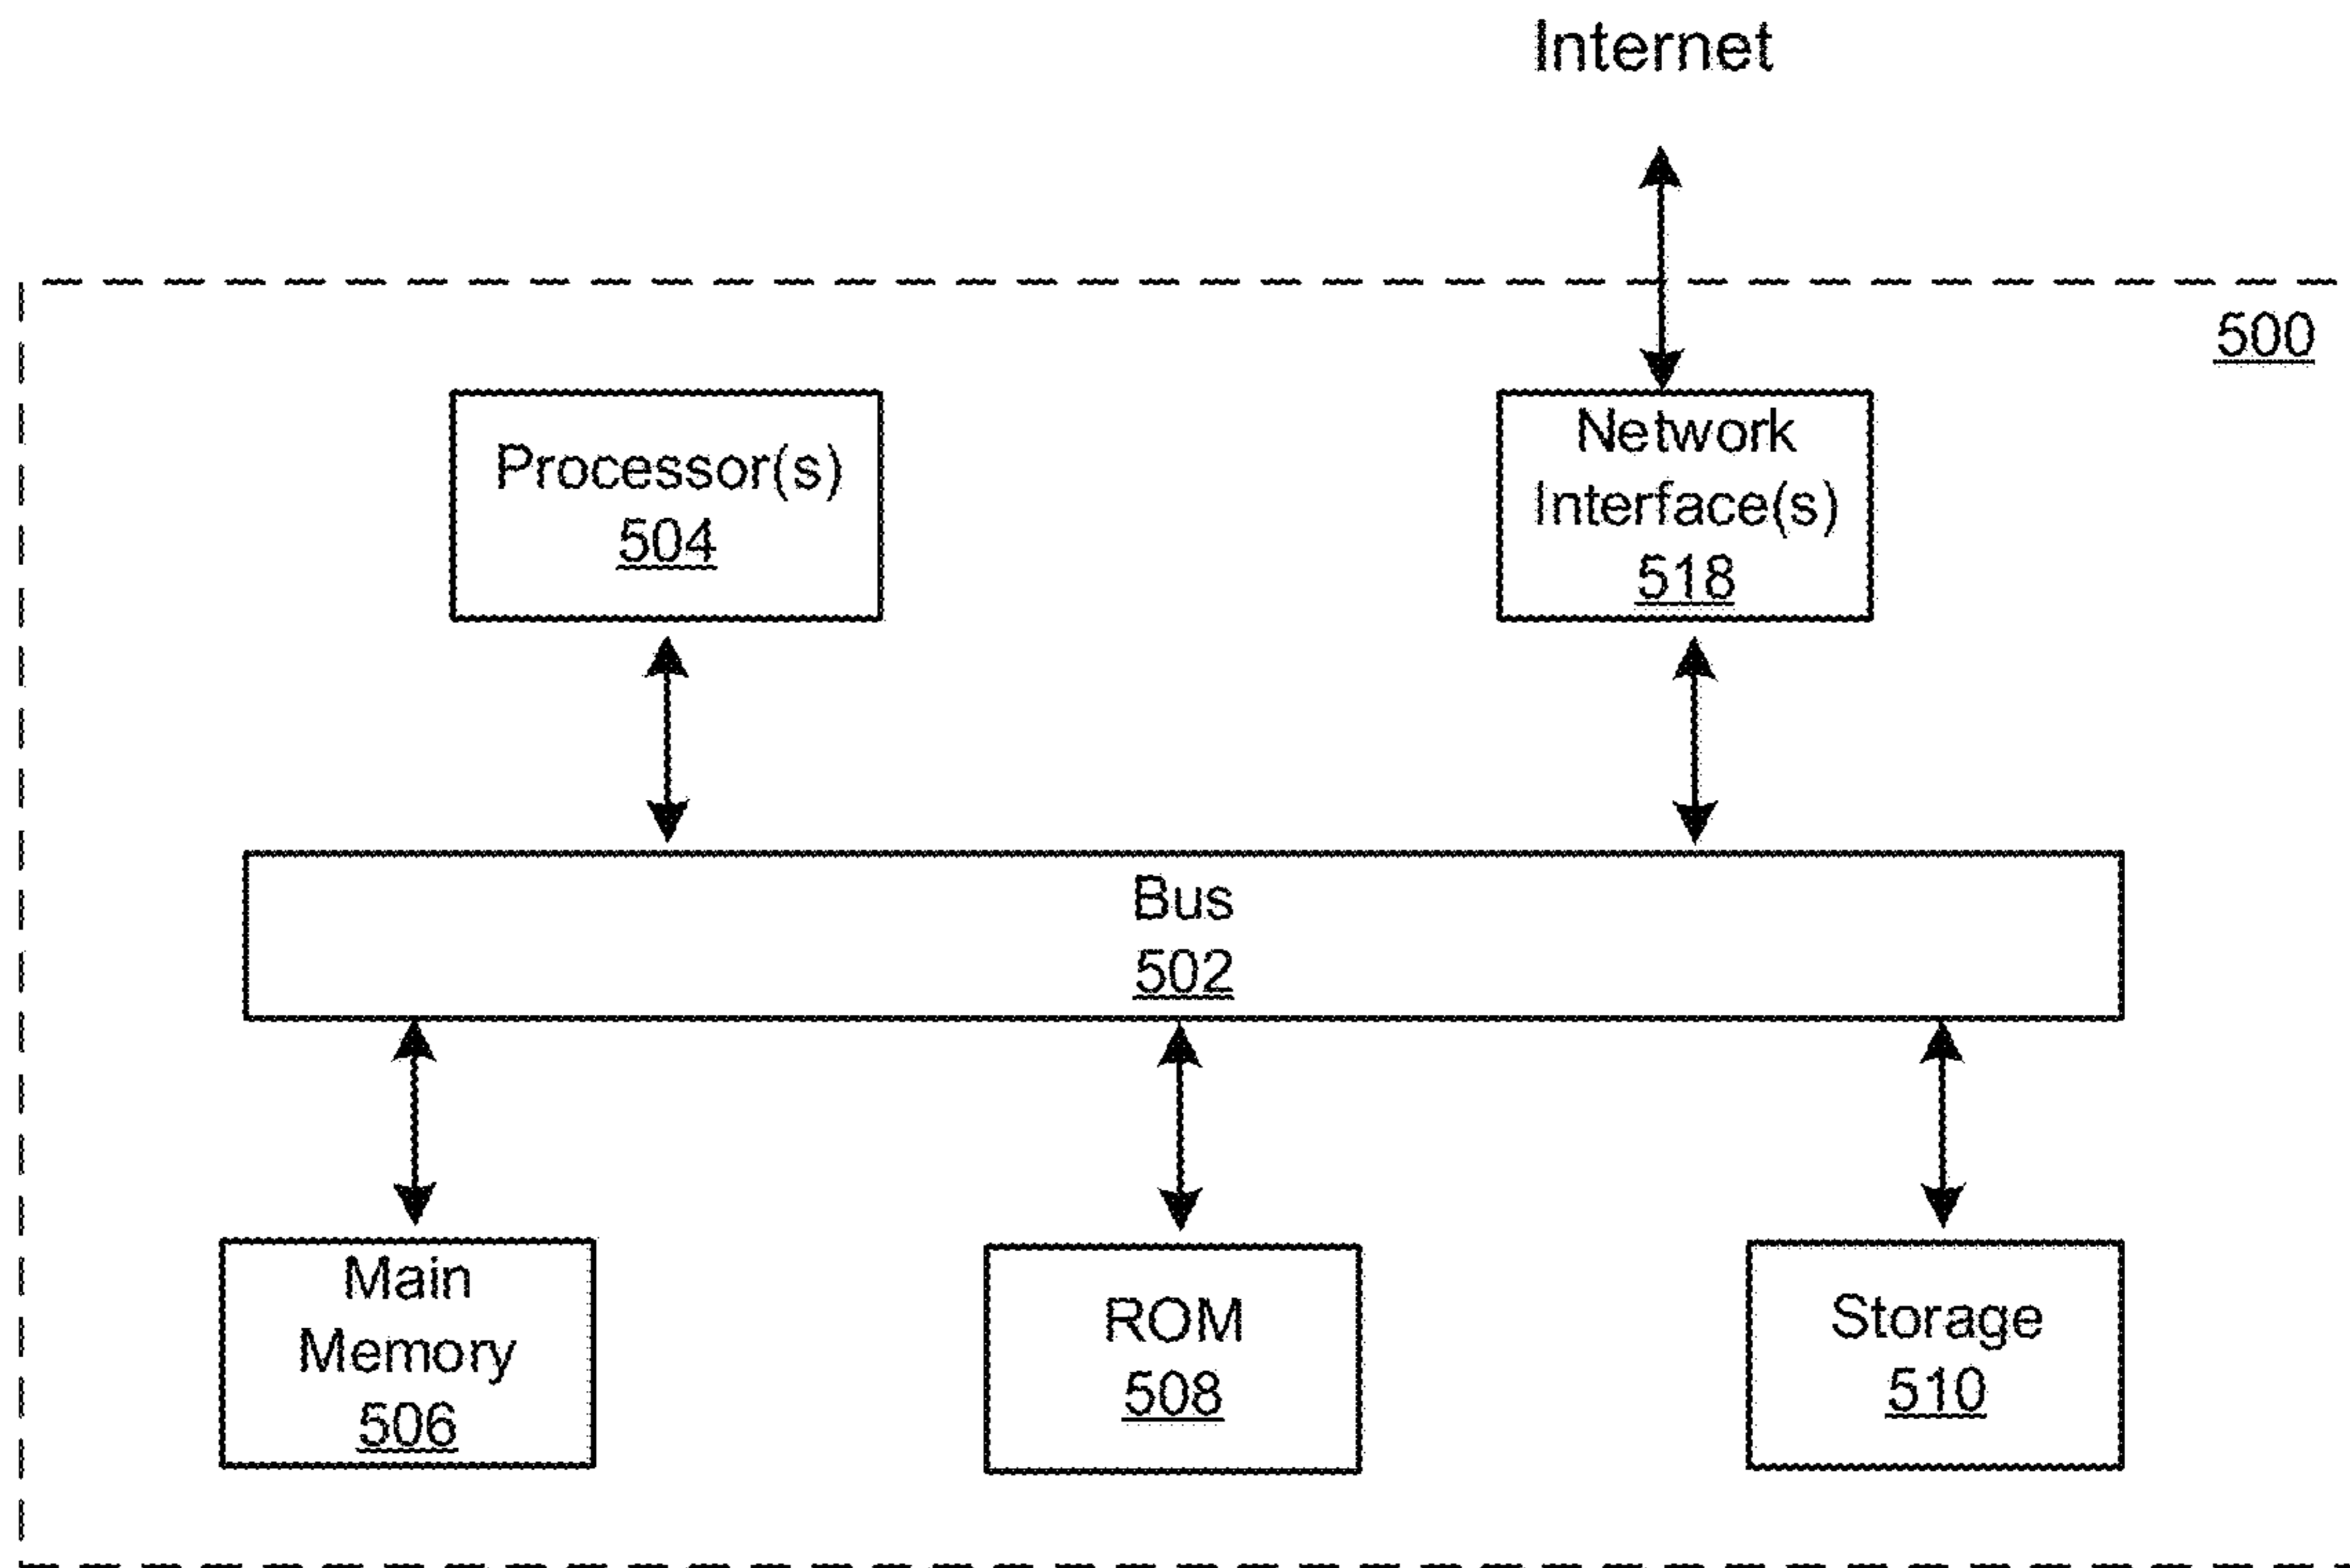 Internet
500
Processor(s)
504
Network
Interface(s)
518
Bus
502
Main
Memory
506
ROM
508
Storage
510